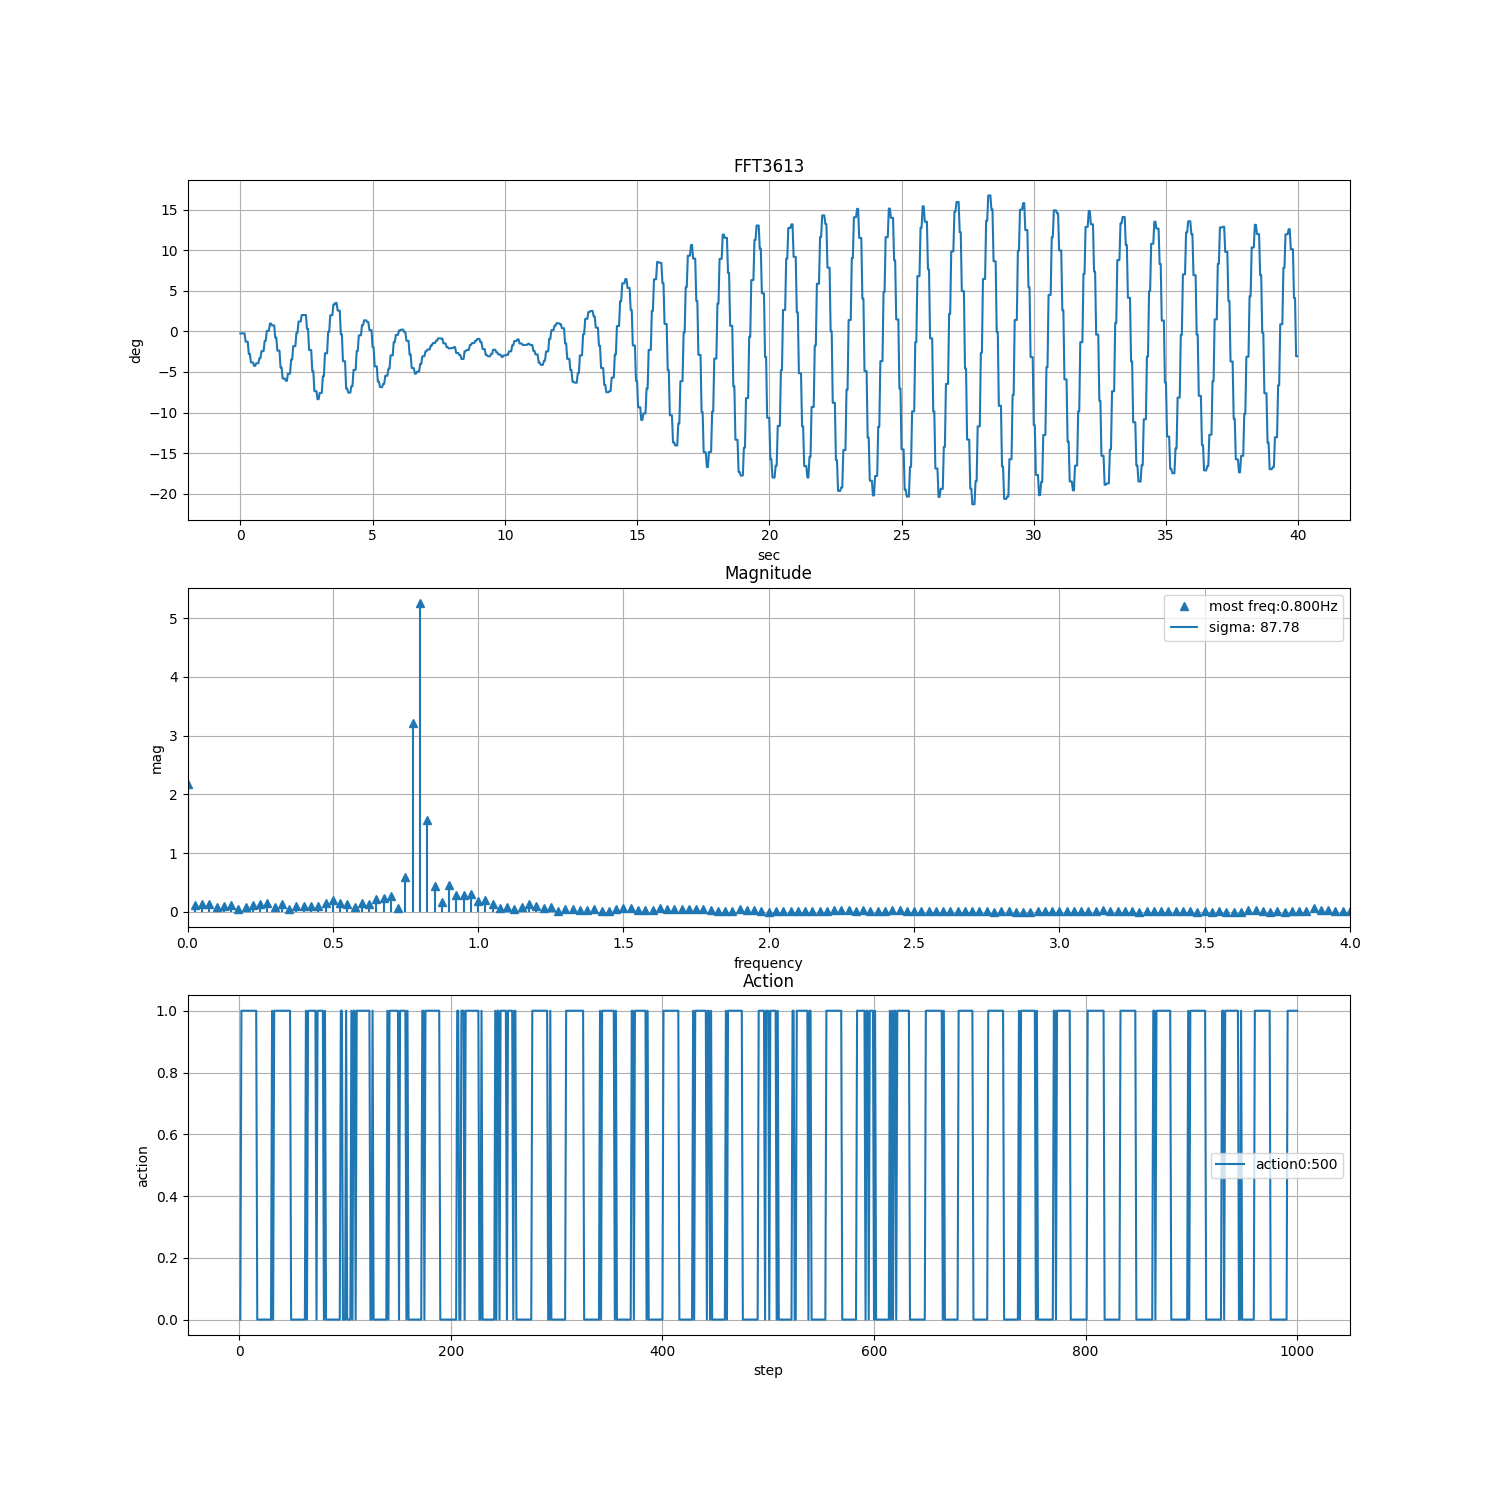 FFT3613
15
10
5
0
−5
−10
−15
−20
deg
0 5 10 15 20 25 30 35 40
sec
Magnitude
most freq:0.800Hz
sigma: 87.78
5
4
3
2
1
0
mag
0.0 0.5 1.0 1.5 2.0 2.5 3.0 3.5 4.0
frequency
Action
1.0
0.8
0.6
0.4
0.2
0.0
action
action0:500
0 200 400 600 800 1000
step